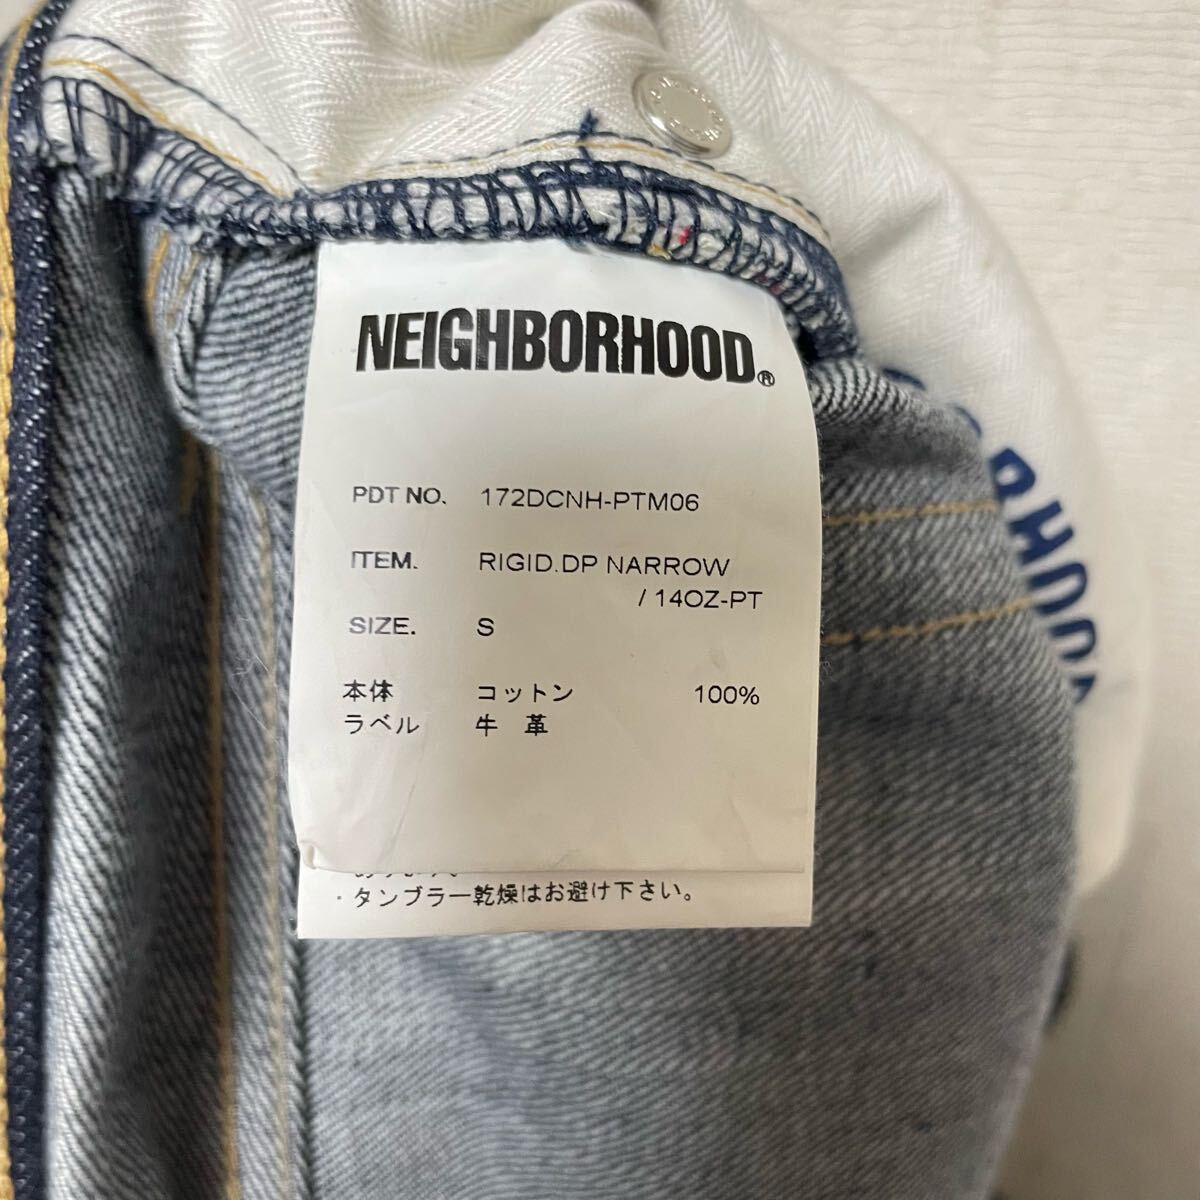 NEIGHBORHOOD®
PDT NO. 172DCNH-PTM06
ITEM. RIGID.DP NARROW
/ 14OZ-PT
SIZE. S
本体 コットン 100%
ラベル 牛 革
・タンブラー乾燥はお避け下さい。